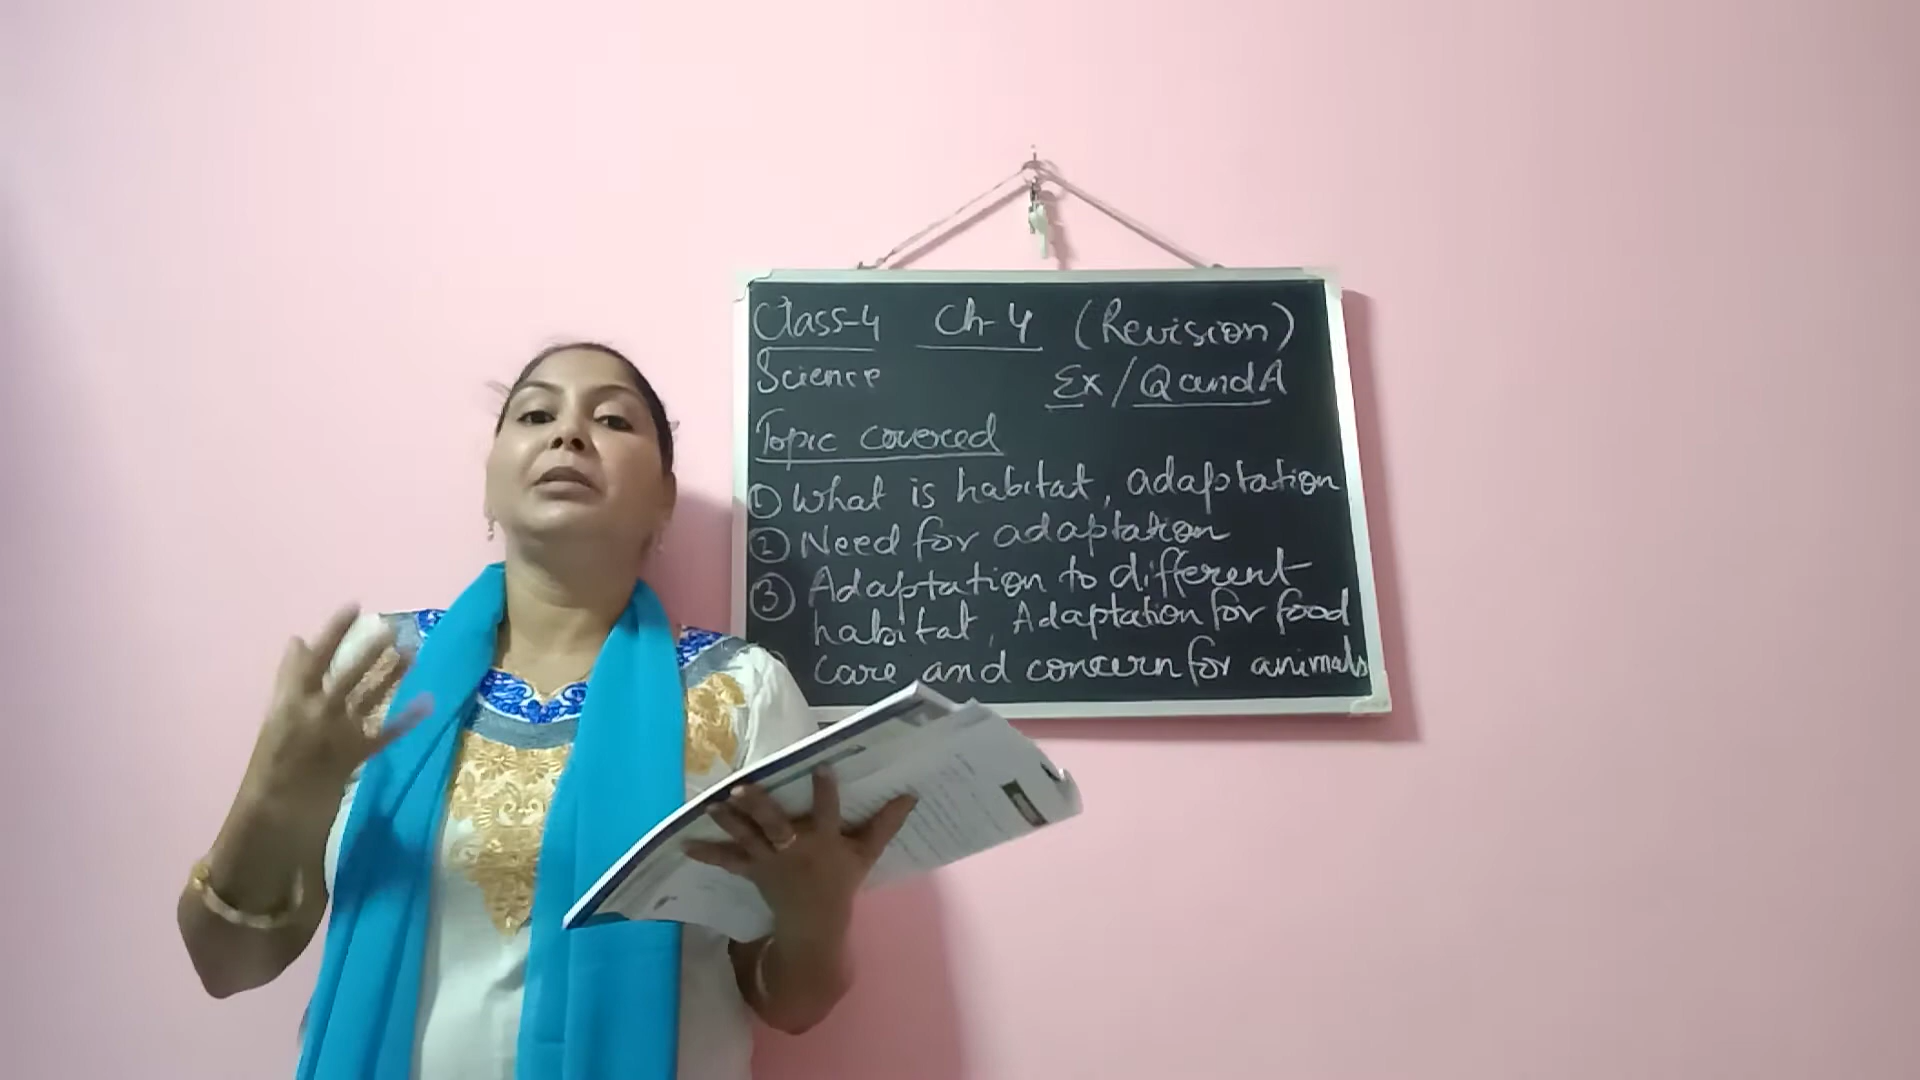 Class-4 Ch-4 (Revision)
Science Ex/Q and A
Topic covered
① What is habitat, adaptation
② Need for adaptation
③ Adaptation to different
habitat, Adaptation for food
care and concern for animals